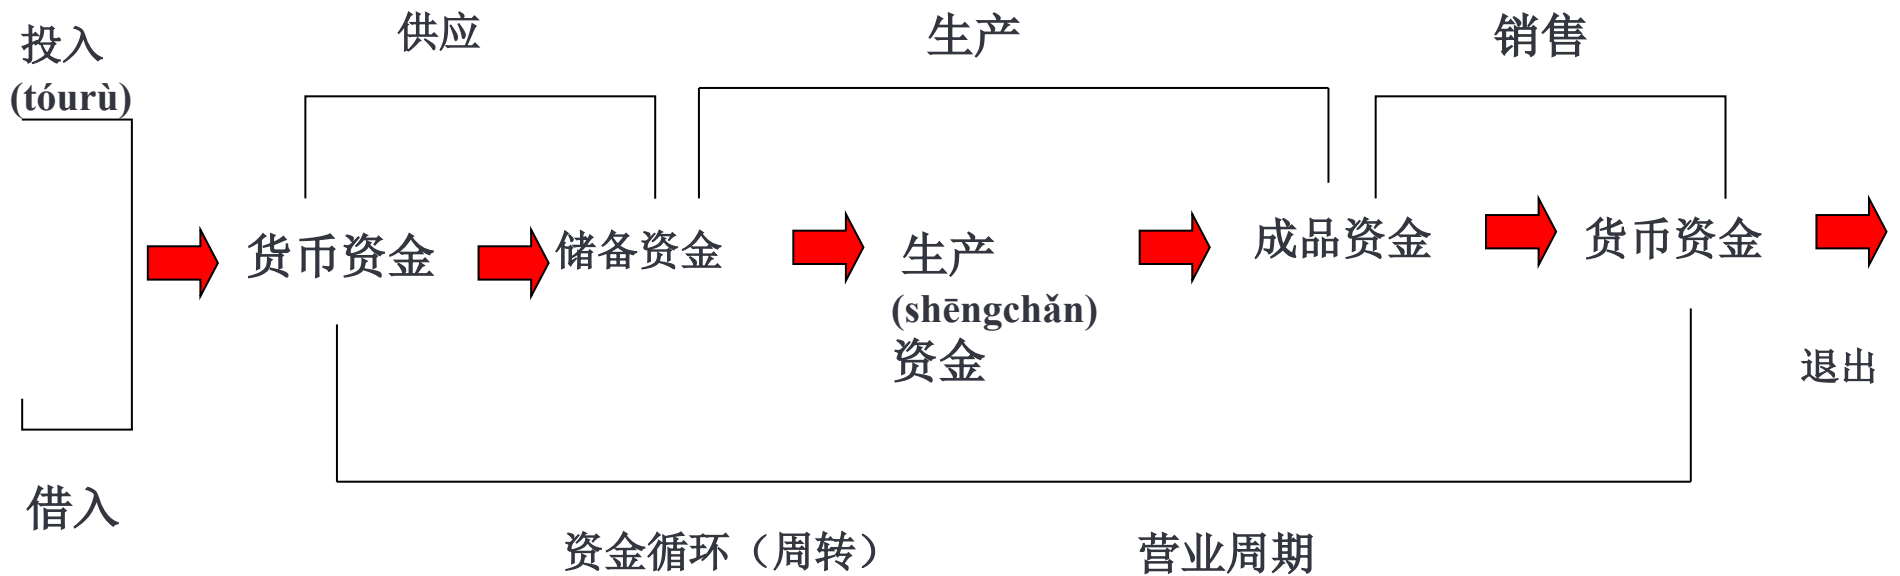 投入
(tóurù)
供应
生产
销售
货币资金
储备资金
生产
(shēngchǎn)
资金
成品资金
货币资金
退出
借入
资金循环（周转）
营业周期